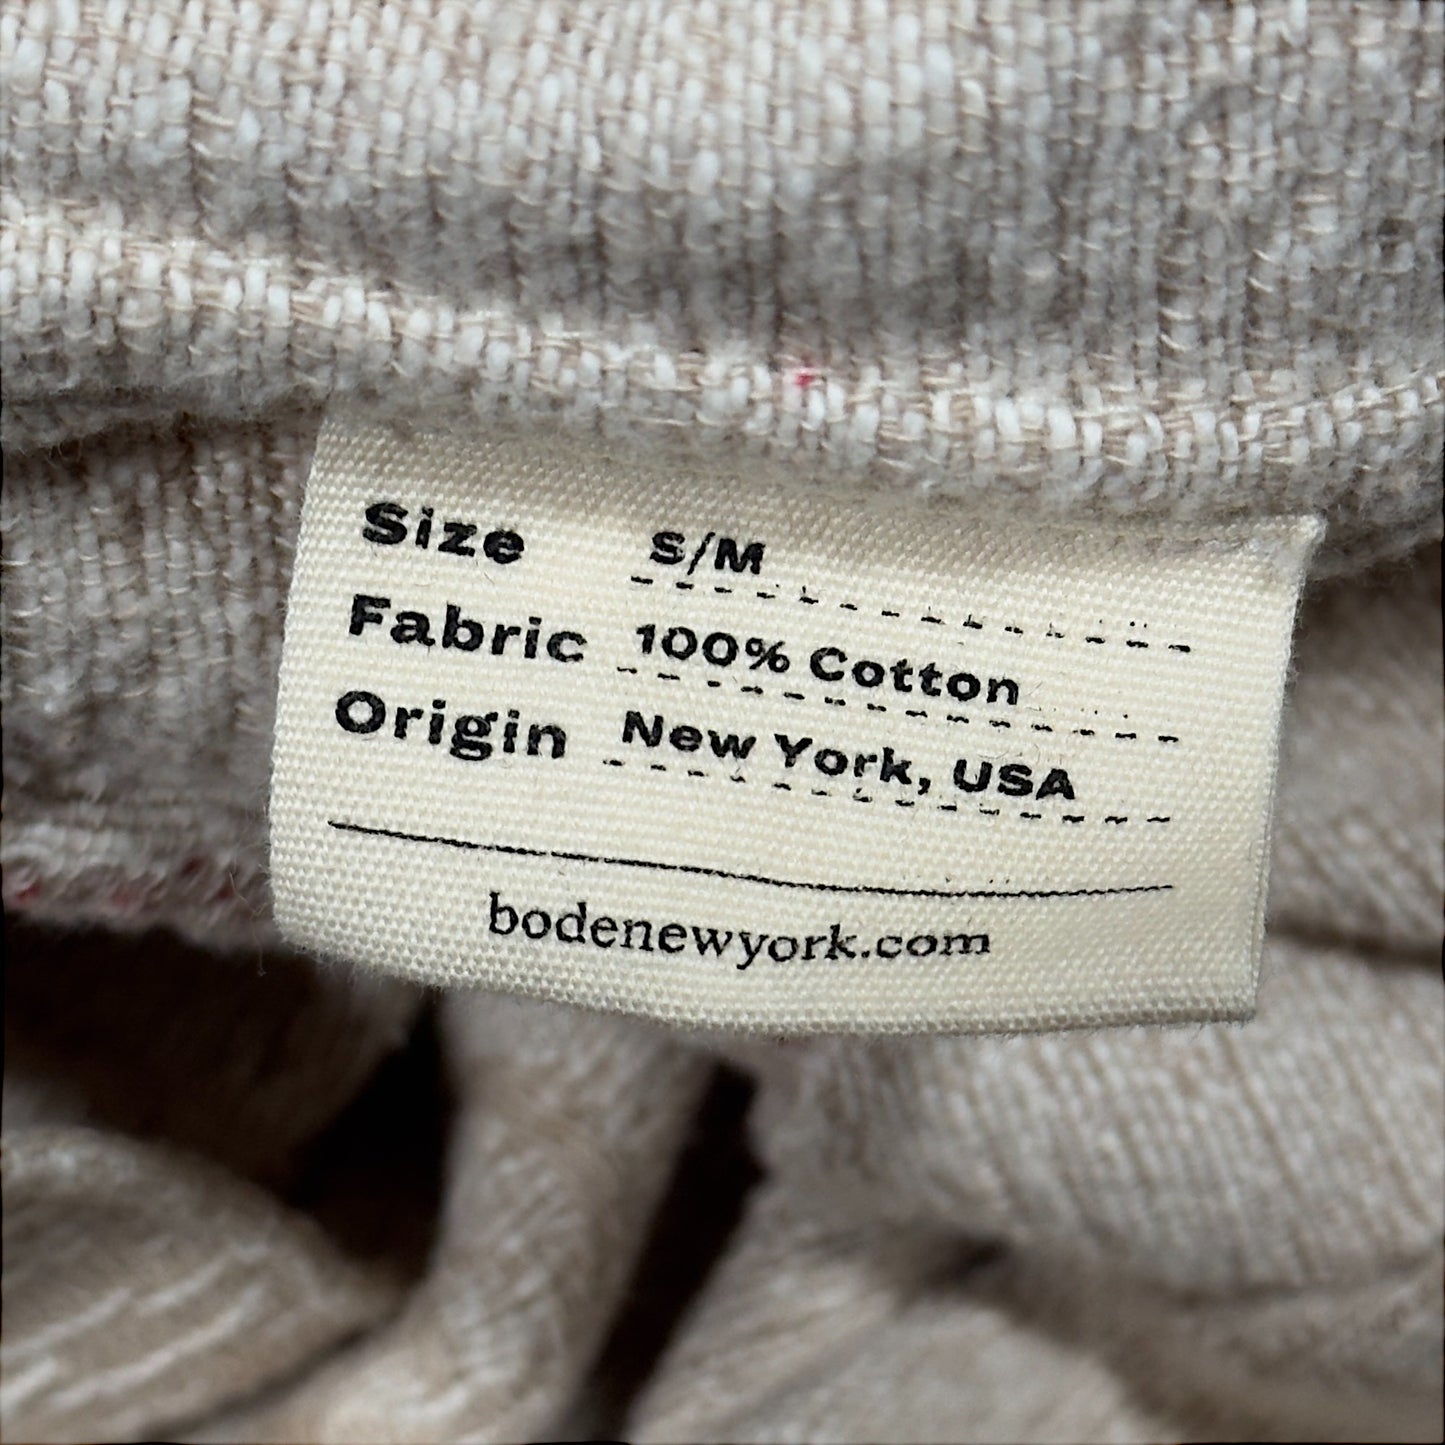 Size S/M
Fabric 100% Cotton
Origin New York, USA
bodenewyork.com